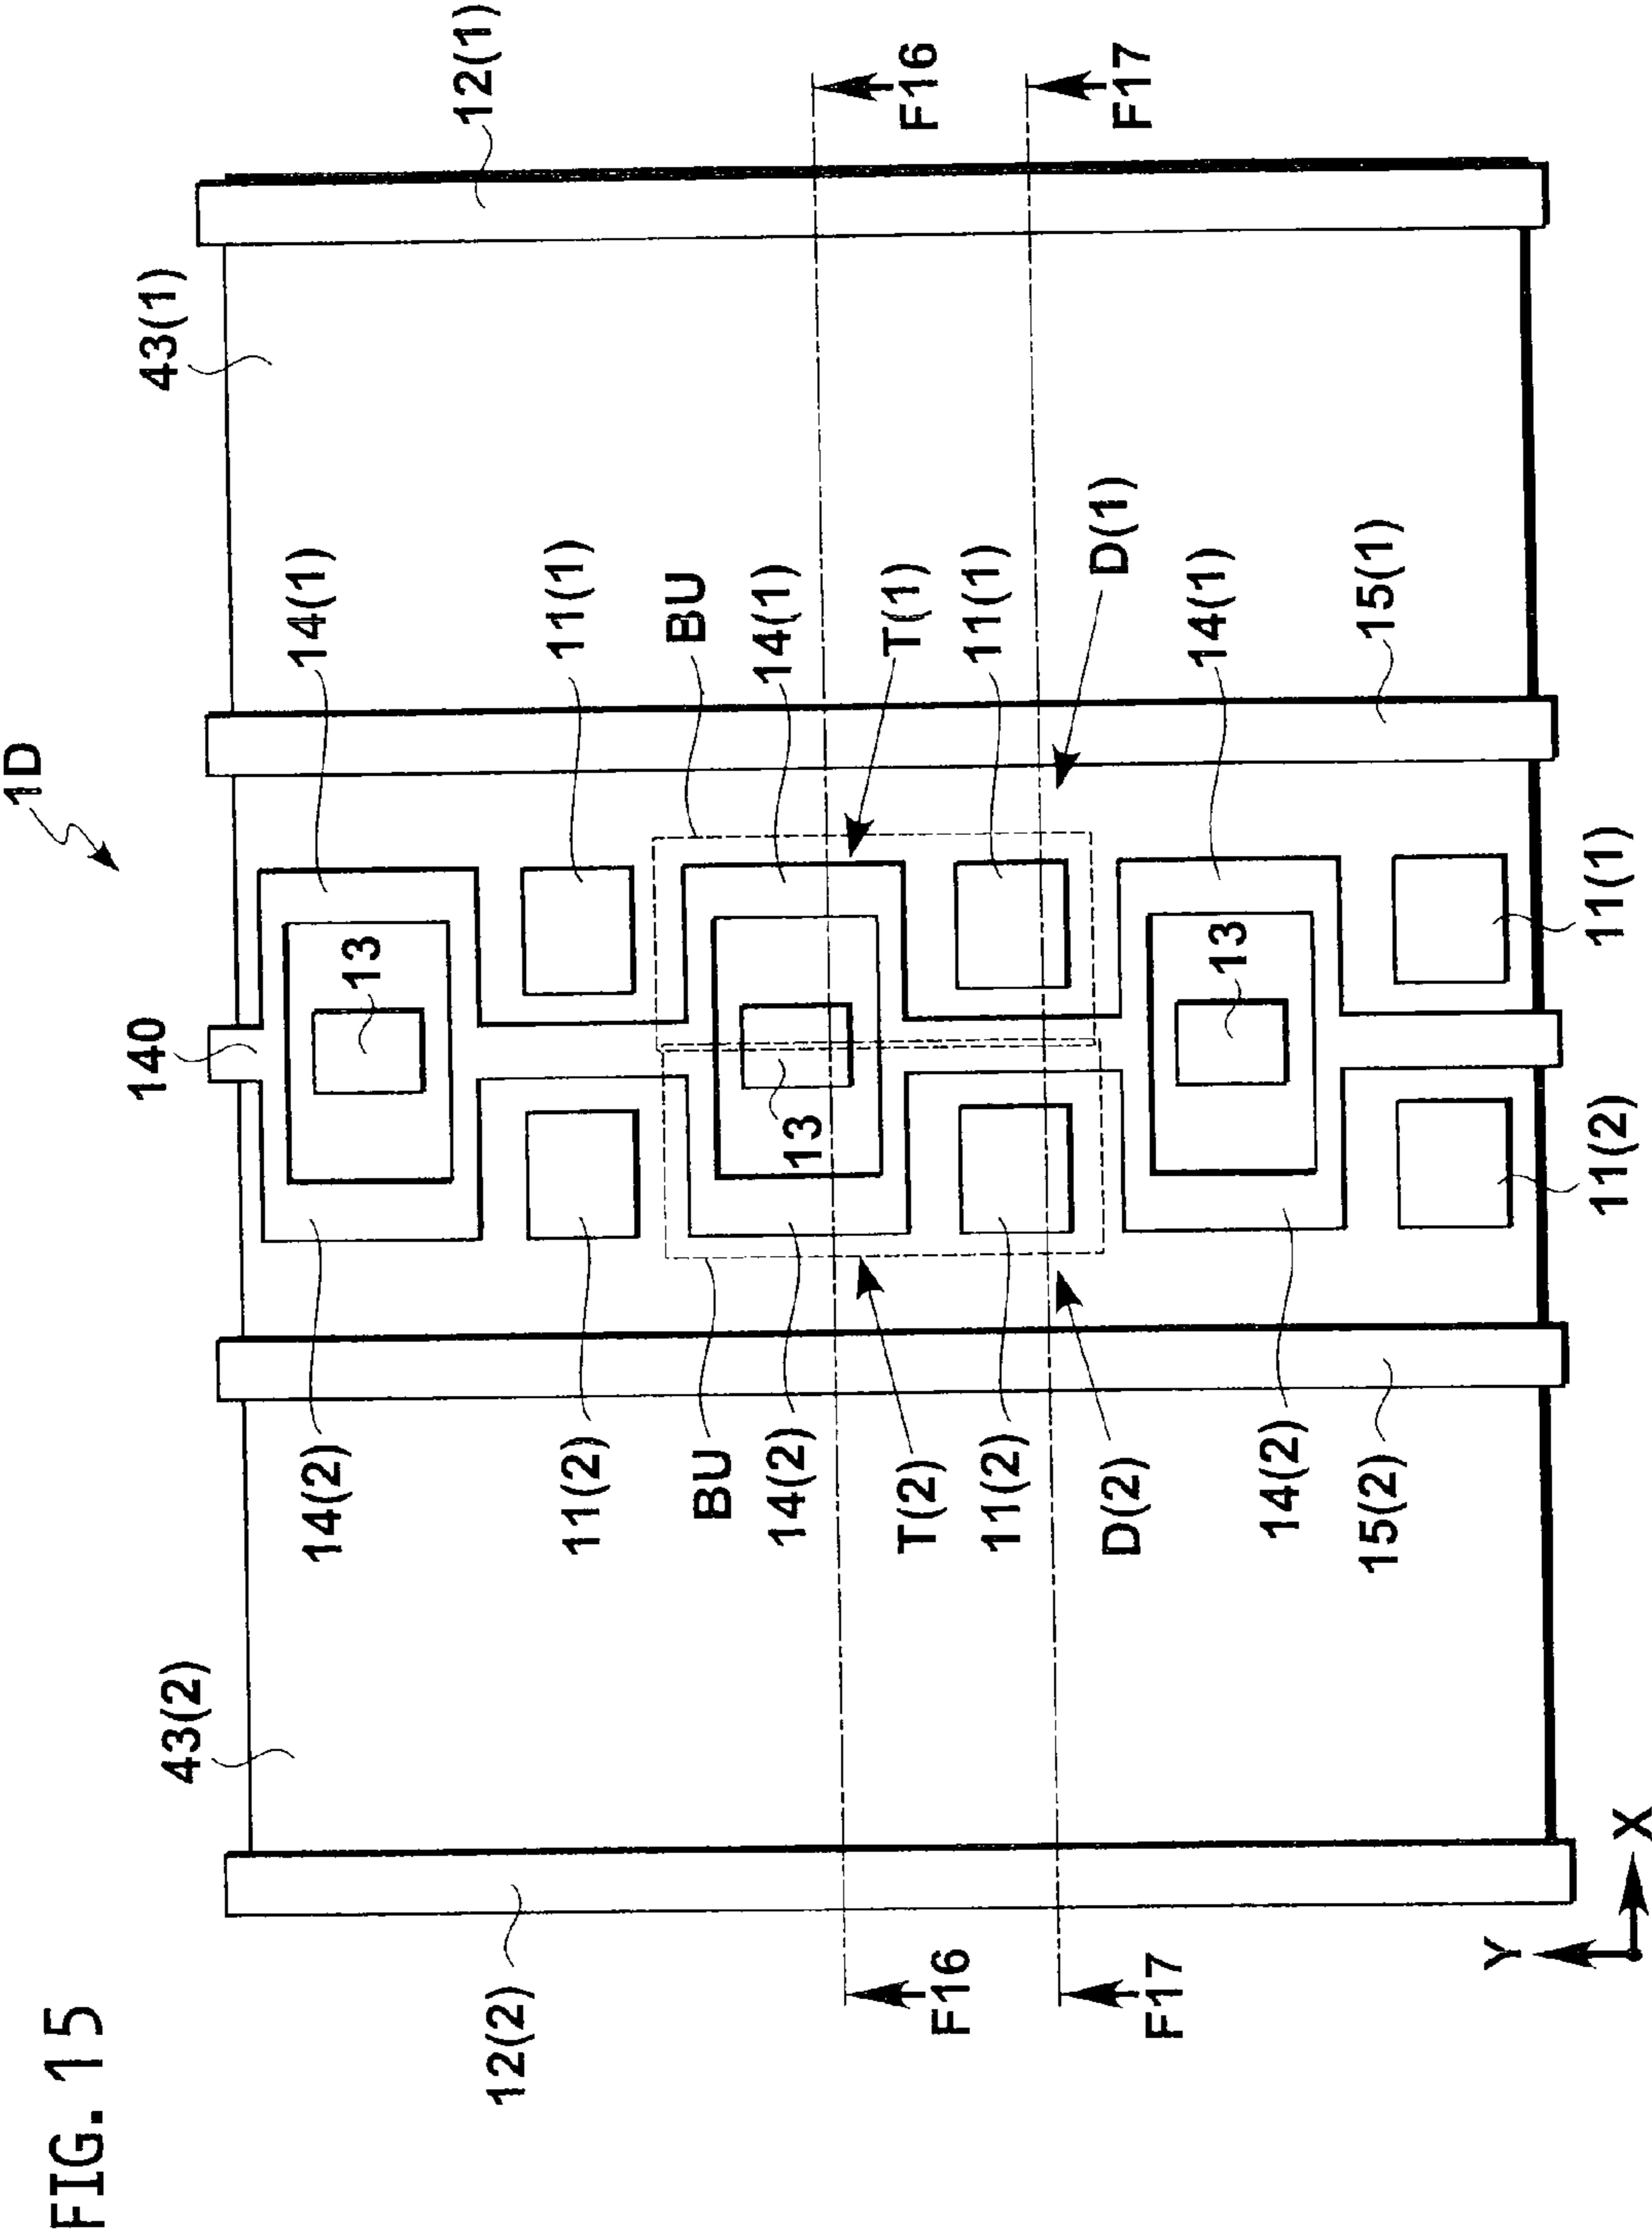 FIG. 15
1D
140
43(2)
14(2)
14(1)
43(1)
13
12(2)
11(2)
11(1)
12(1)
BU
BU
14(2)
13
14(1)
T(2)
T(1)
F16
F16
11(2)
11(1)
D(2)
D(1)
F17
F17
14(2)
13
14(1)
15(2)
15(1)
Y
X
11(2)
11(1)